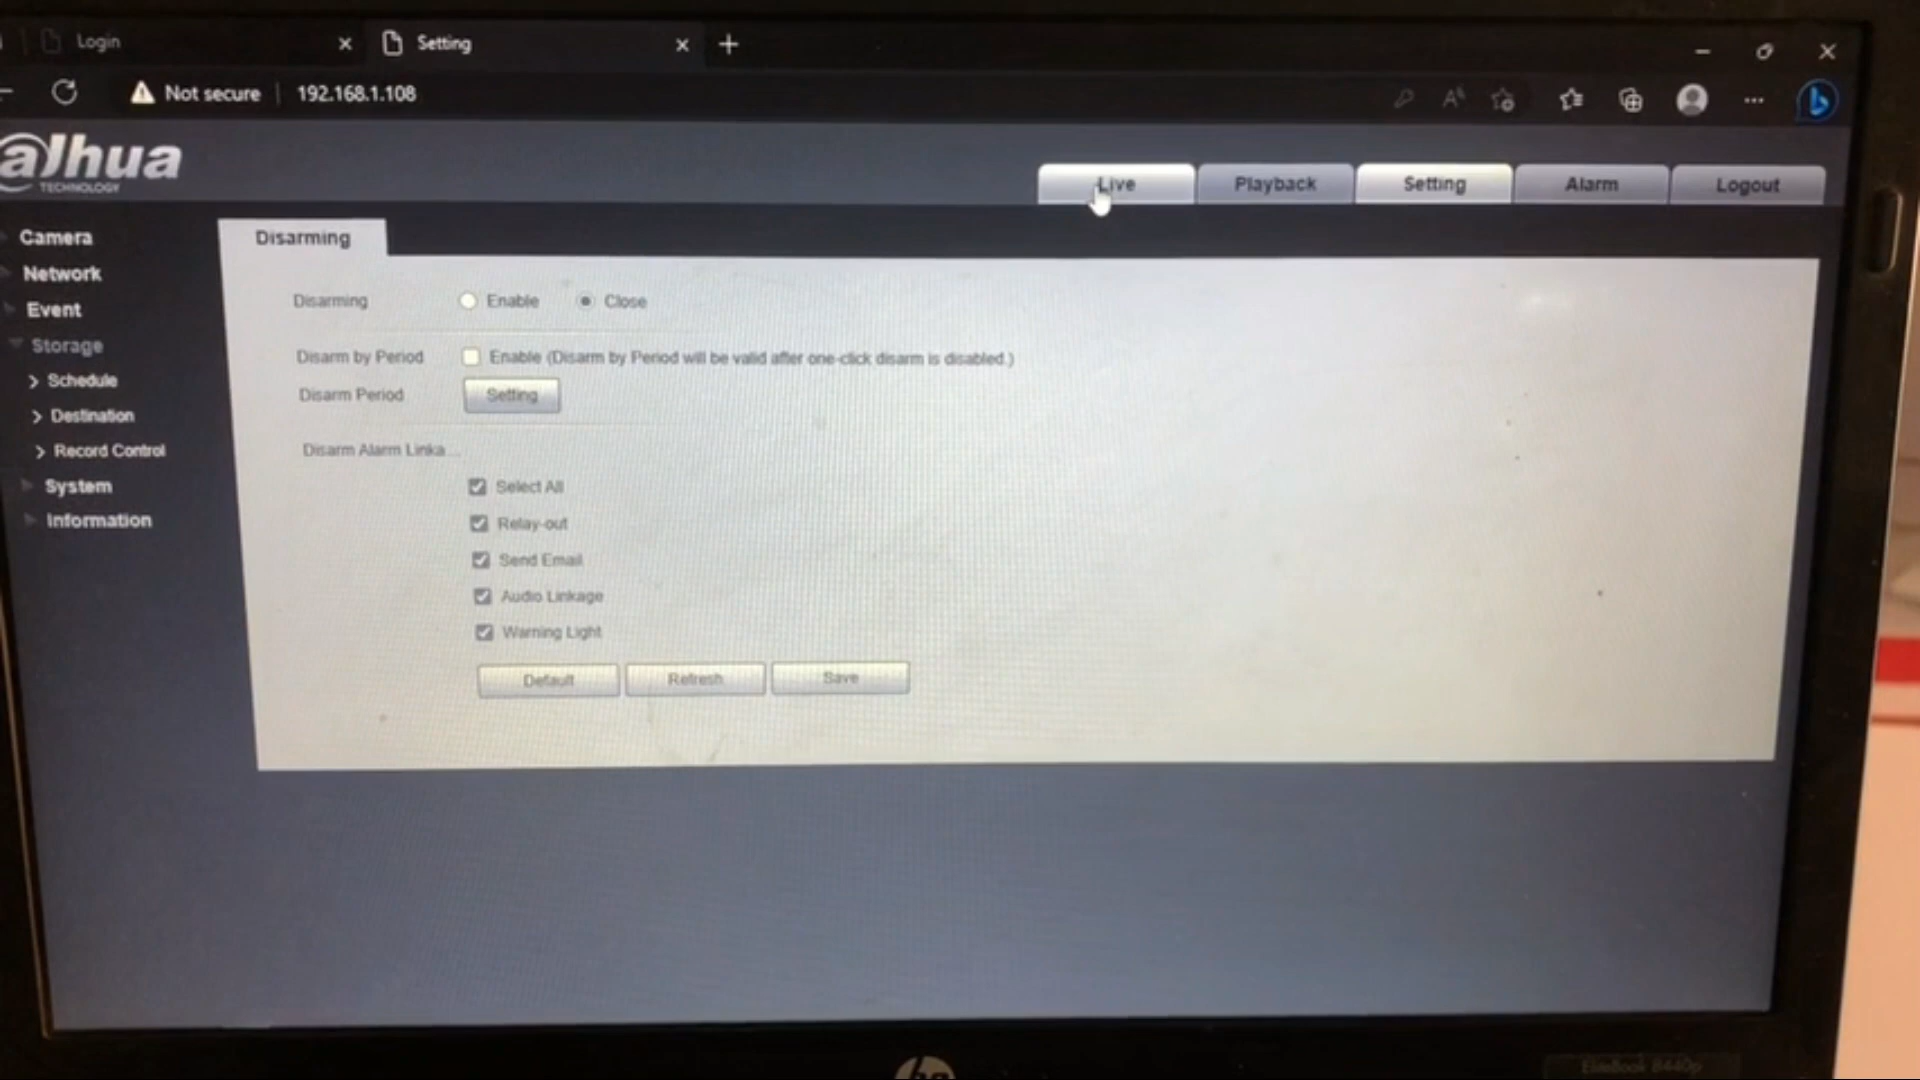 Login
Setting
Not secure
192.168.1.108
alhua
TECHNOLOGY
Live
Playback
Setting
Alarm
Logout
Camera
Network
Event
Storage
Schedule
Destination
Record Control
System
Information
Disarming
Disarming
Enable
Close
Disarm by Period
Enable (Disarm by Period will be valid after one-click disarm is disabled.)
Disarm Period
Setting
Disarm Alarm Linka...
Select All
Relay-out
Send Email
Audio Linkage
Warning Light
Default
Refresh
Save
hp
EliteBook 8440p